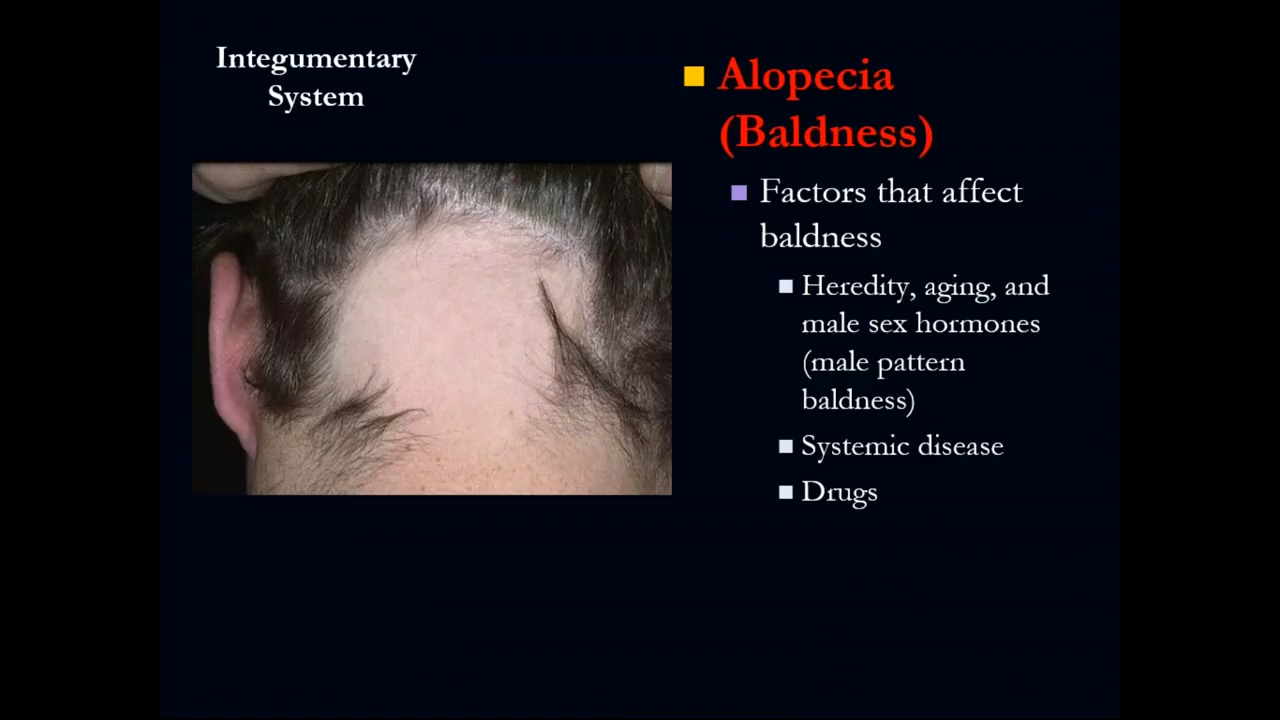 Integumentary
System
Alopecia
(Baldness)
Factors that affect
baldness
Heredity, aging, and
male sex hormones
(male pattern
baldness)
Systemic disease
Drugs